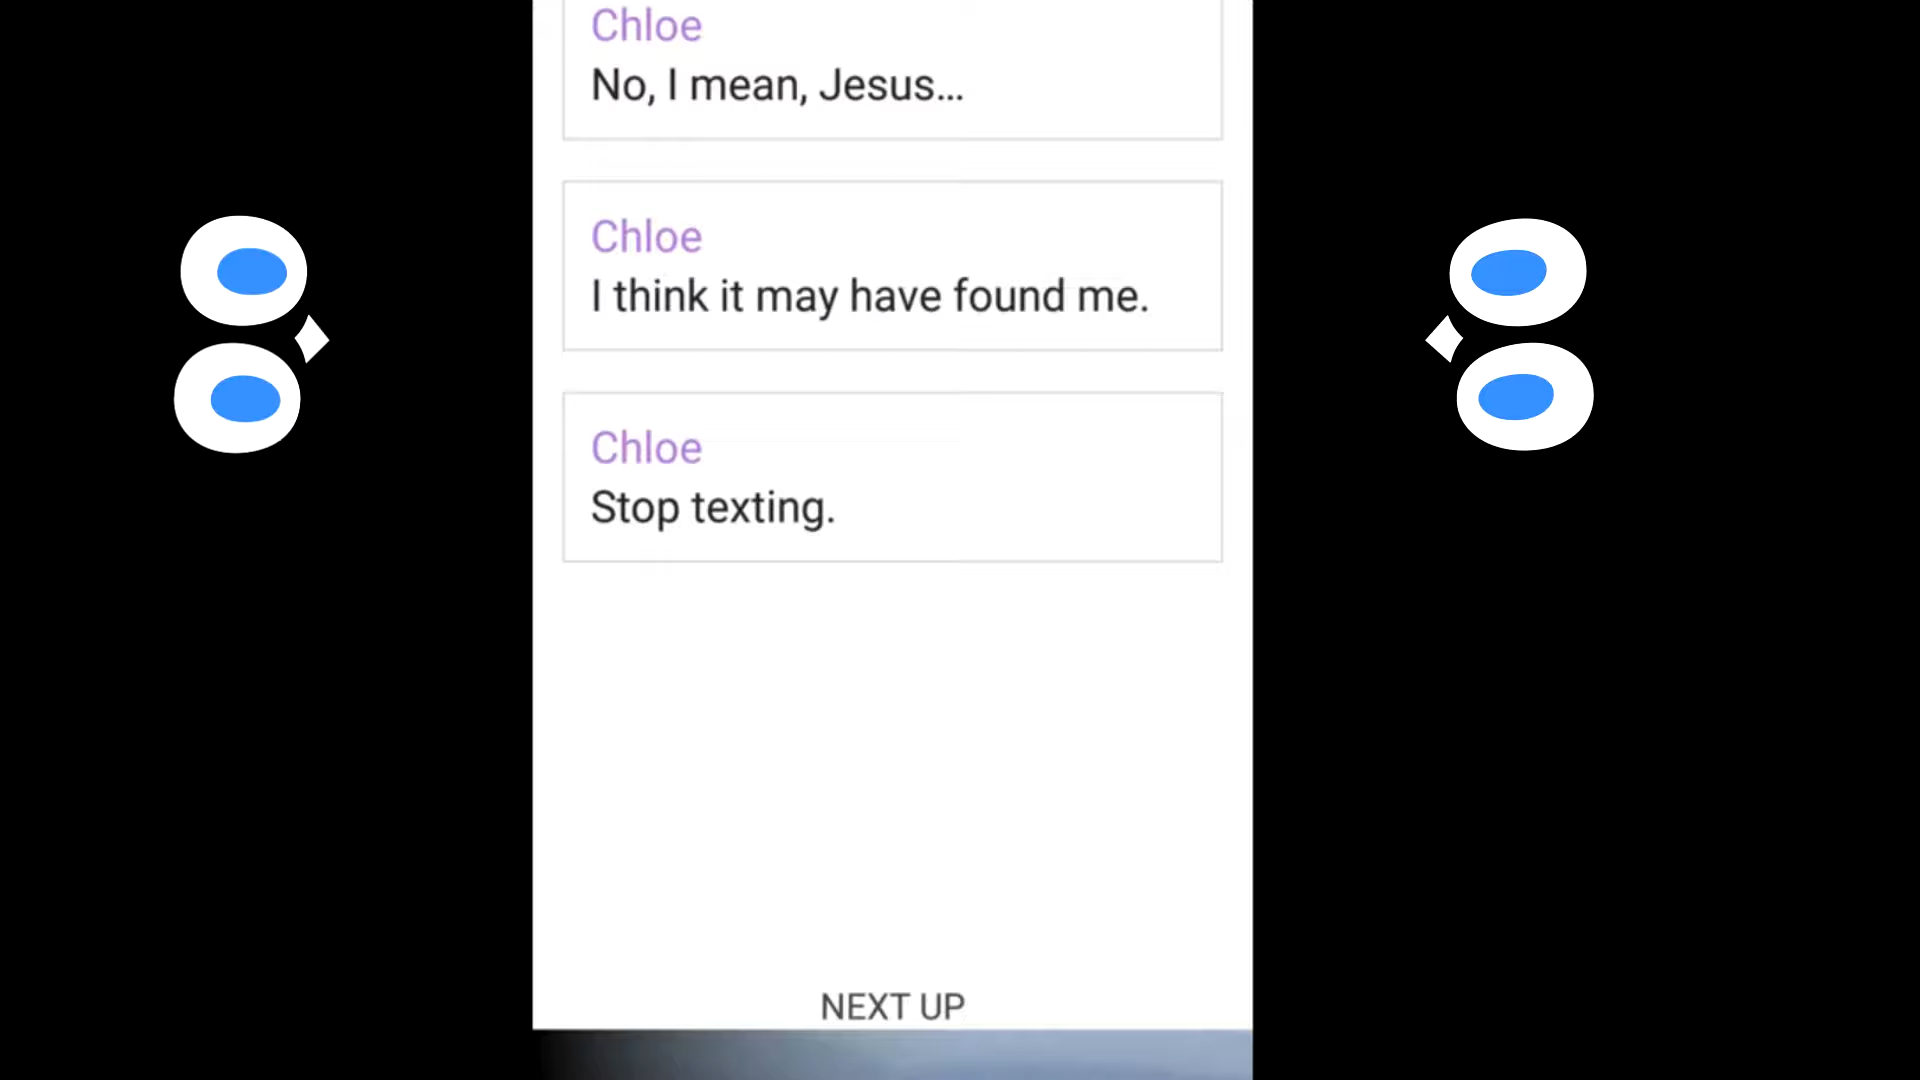 Chloe
No, I mean, Jesus...
Chloe
I think it may have found me.
Chloe
Stop texting.
NEXT UP